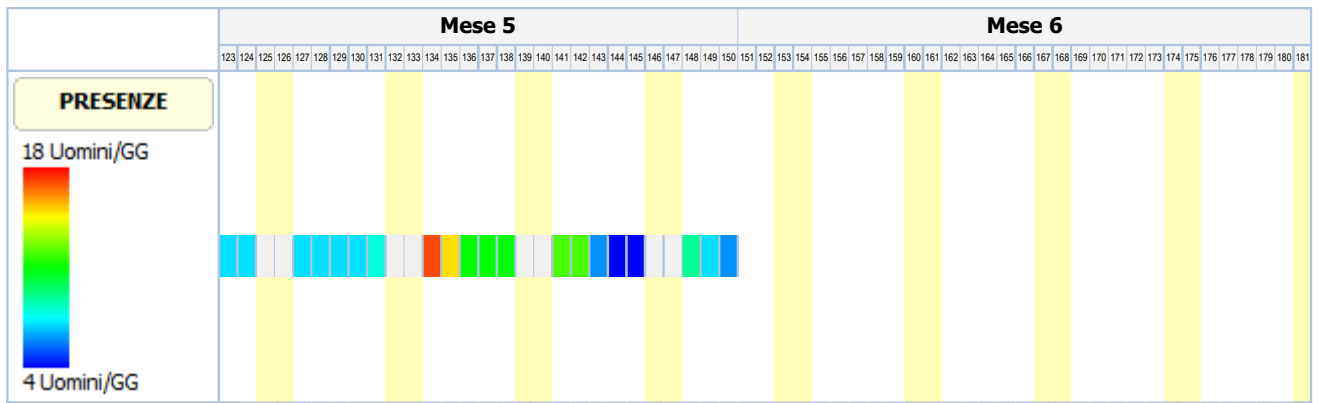 Mese 5 Mese 6
123 124 125 126 127 128 129 130 131 132 133 134 135 136 137 138 139 140 141 142 143 144 145 146 147 148 149 150 151 152 153 154 155 156 157 158 159 160 161 162 163 164 165 166 167 168 169 170 171 172 173 174 175 176 177 178 179 180 181
PRESENZE
18 Uomini/GG
4 Uomini/GG